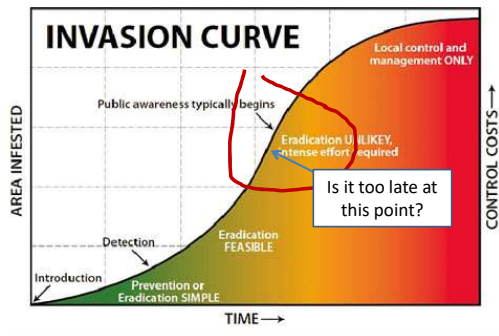 INVASION CURVE
Local control and
management ONLY
Public awareness typically begins
Eradication UNLIKEY,
intense effort required
Is it too late at
this point?
Eradication
FEASIBLE
Detection
Introduction
Prevention or
Eradication SIMPLE
AREA INFESTED
CONTROL COSTS→
TIME→